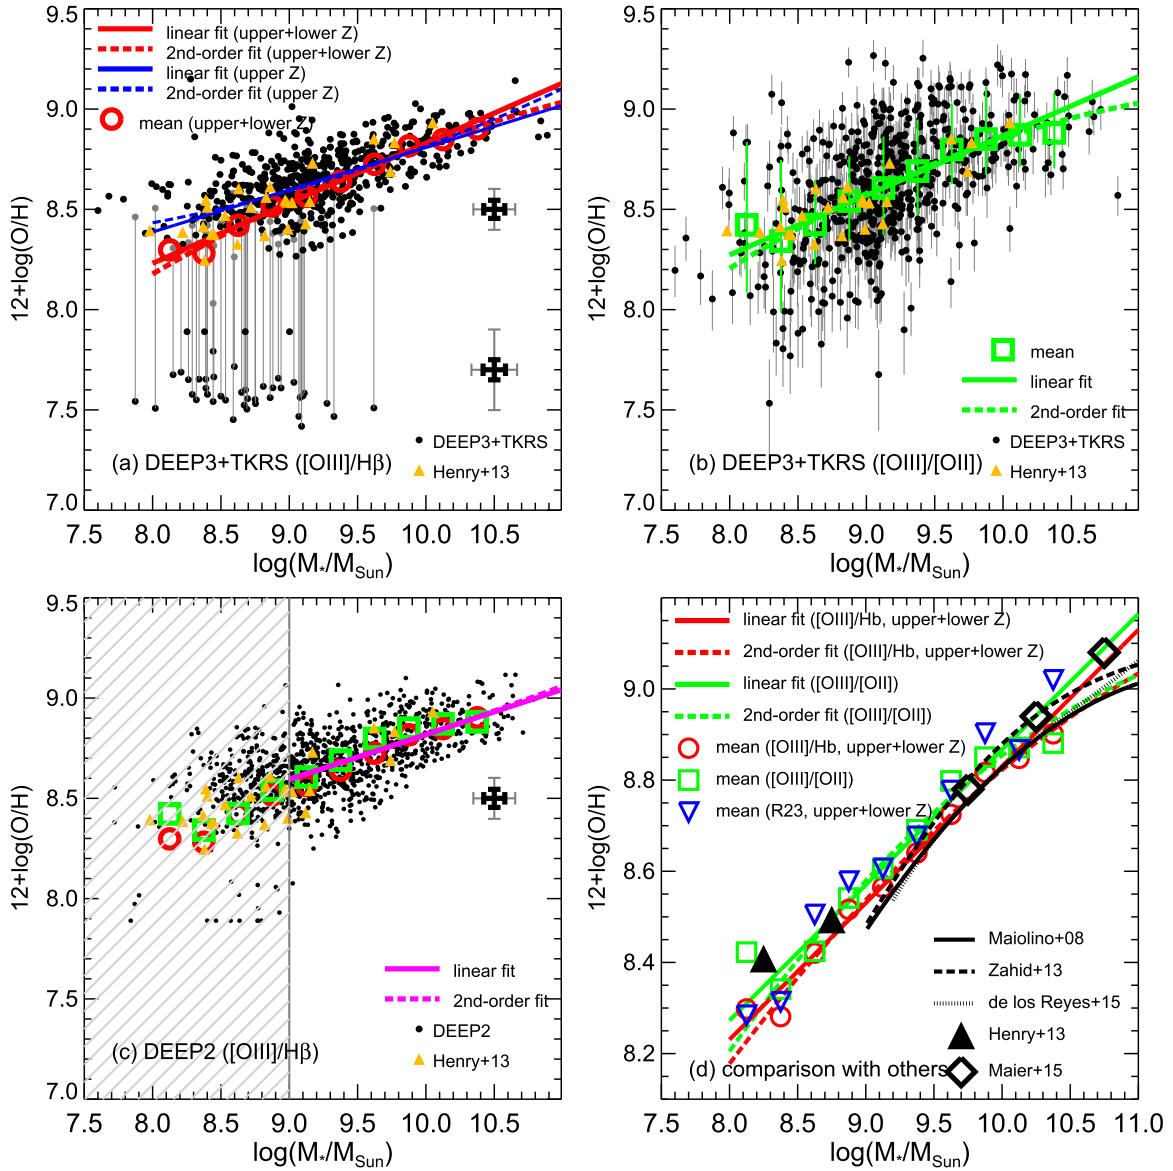 linear fit (upper+lower Z)
2nd-order fit (upper+lower Z)
linear fit (upper Z)
2nd-order fit (upper Z)
mean (upper+lower Z)
DEEP3+TKRS
Henry+13
(a) DEEP3+TKRS ([OIII]/Hβ)
9.5
9.0
8.5
8.0
7.5
7.0
12+log(O/H)
7.5 8.0 8.5 9.0 9.5 10.0 10.5
log(M*/MSun)
mean
linear fit
2nd-order fit
DEEP3+TKRS
Henry+13
(b) DEEP3+TKRS ([OIII]/[OII])
9.5
9.0
8.5
8.0
7.5
7.0
12+log(O/H)
7.5 8.0 8.5 9.0 9.5 10.0 10.5 11.0
log(M*/MSun)
linear fit
2nd-order fit
DEEP2
Henry+13
(c) DEEP2 ([OIII]/Hβ)
9.5
9.0
8.5
8.0
7.5
7.0
12+log(O/H)
7.5 8.0 8.5 9.0 9.5 10.0 10.5
log(M*/MSun)
linear fit ([OIII]/Hb, upper+lower Z)
2nd-order fit ([OIII]/Hb, upper+lower Z)
linear fit ([OIII]/[OII])
2nd-order fit ([OIII]/[OII])
mean ([OIII]/Hb, upper+lower Z)
mean ([OIII]/[OII])
mean (R23, upper+lower Z)
Maiolino+08
Zahid+13
de los Reyes+15
Henry+13
Maier+15
(d) comparison with others
9.0
8.8
8.6
8.4
8.2
12+log(O/H)
7.5 8.0 8.5 9.0 9.5 10.0 10.5 11.0
log(M*/MSun)